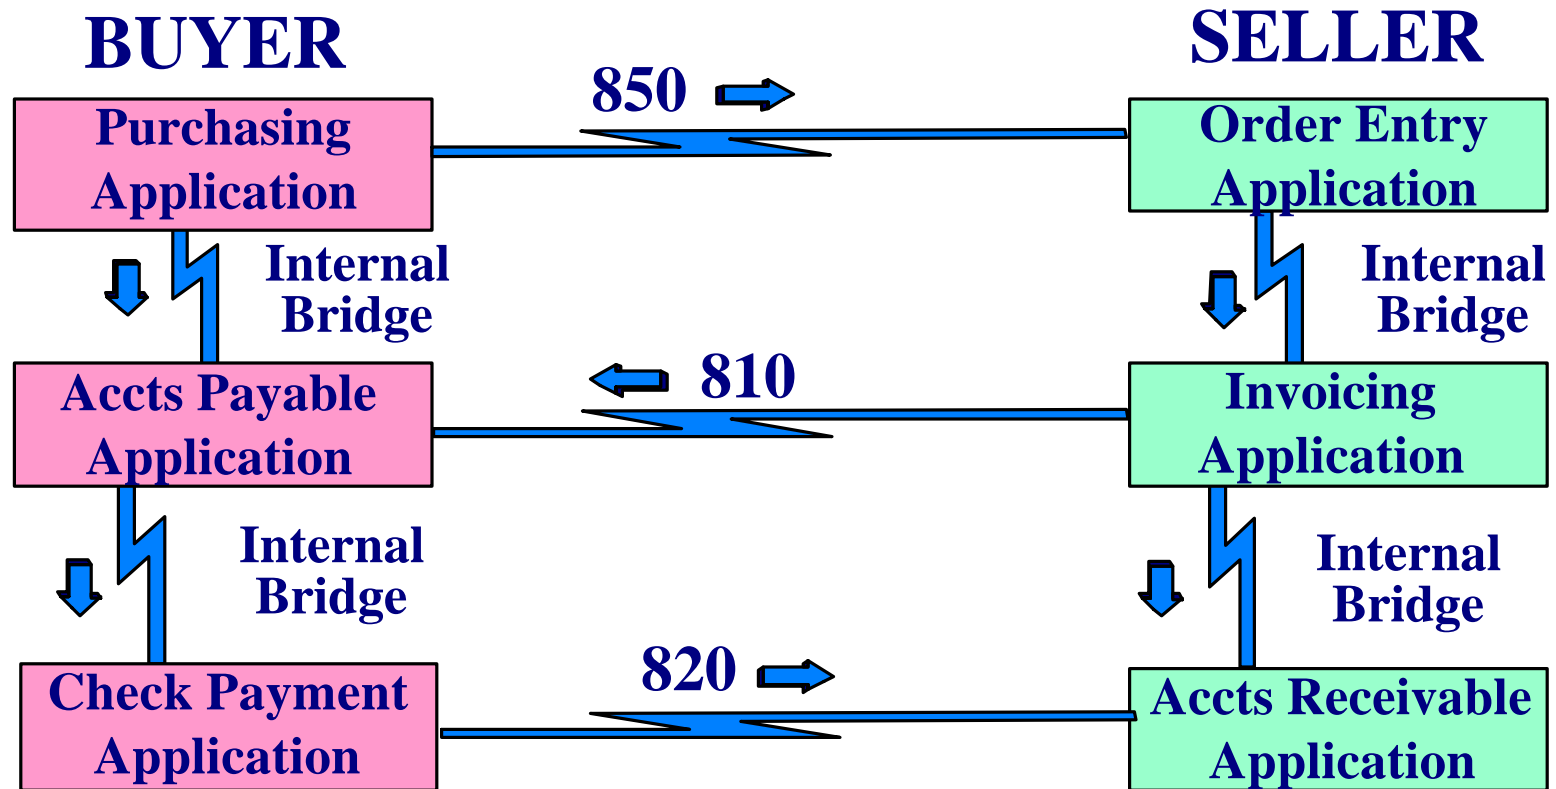 BUYER
SELLER
850
Purchasing
Application
Order Entry
Application
Internal
Bridge
Internal
Bridge
810
Accts Payable
Application
Invoicing
Application
Internal
Bridge
Internal
Bridge
820
Check Payment
Application
Accts Receivable
Application